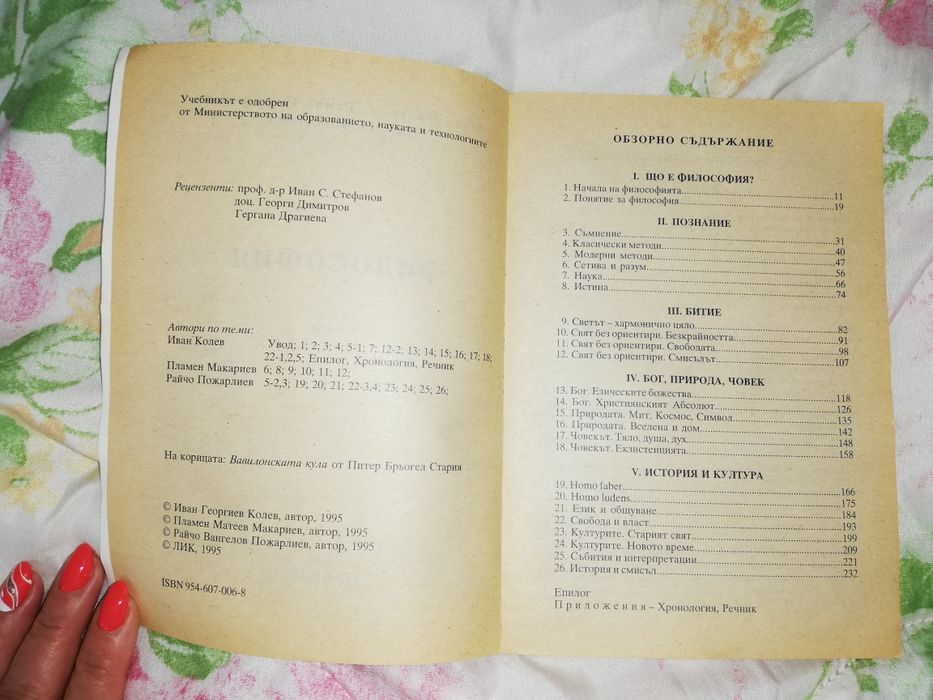 Учебникът е одобрен
от Министерството на образованието, науката и технологиите
Рецензенти: проф. д-р Иван С. Стефанов
доц. Георги Димитров
Гергана Драгиева
Автори по теми:
Иван Колев Увод; 1; 2; 3; 4; 5-1, 7; 12-2; 13; 14; 15; 16; 17; 18;
22-1,2,5; Епилог, Хронология, Речник
Пламен Макариев 6; 8; 9; 10; 11; 12;
Райчо Пожарлиев 5-2,3; 19; 20; 21; 22-3,4; 23; 24; 25; 26;
На корицата: Вавилонската кула от Питер Брьогел Стария
© Иван Георгиев Колев, автор, 1995
© Пламен Матеев Макариев, автор, 1995
© Райчо Вангелов Пожарлиев, автор, 1995
© ЛИК, 1995
ISBN 954-607-006-8
ОБЗОРНО СЪДЪРЖАНИЕ
I. ЩО Е ФИЛОСОФИЯ?
1. Начала на философията 11
2. Понятие за философия 19
II. ПОЗНАНИЕ
3. Съмнение 31
4. Класически методи 40
5. Модерни методи 47
6. Сетива и разум 56
7. Наука 66
8. Истина 74
III. БИТИЕ
9. Светът – хармонично цяло 82
10. Свят без ориентири. Безкрайността 91
11. Свят без ориентири. Свободата 98
12. Свят без ориентири. Смисълът 107
IV. БОГ, ПРИРОДА, ЧОВЕК
13. Бог. Езическите божества 118
14. Бог. Християнският Абсолют 126
15. Природата. Мит, Космос, Символ 135
16. Природата. Вселена и дом 142
17. Човекът. Тяло, душа, дух 148
18. Човекът. Екзистенцията 158
V. ИСТОРИЯ И КУЛТУРА
19. Homo faber 166
20. Homo ludens 175
21. Език и общуване 184
22. Свобода и власт 193
23. Културите. Старият свят 199
24. Културите. Новото време 209
25. Събития и интерпретации 221
26. История и смисъл 232
Епилог
Приложения – Хронология, Речник